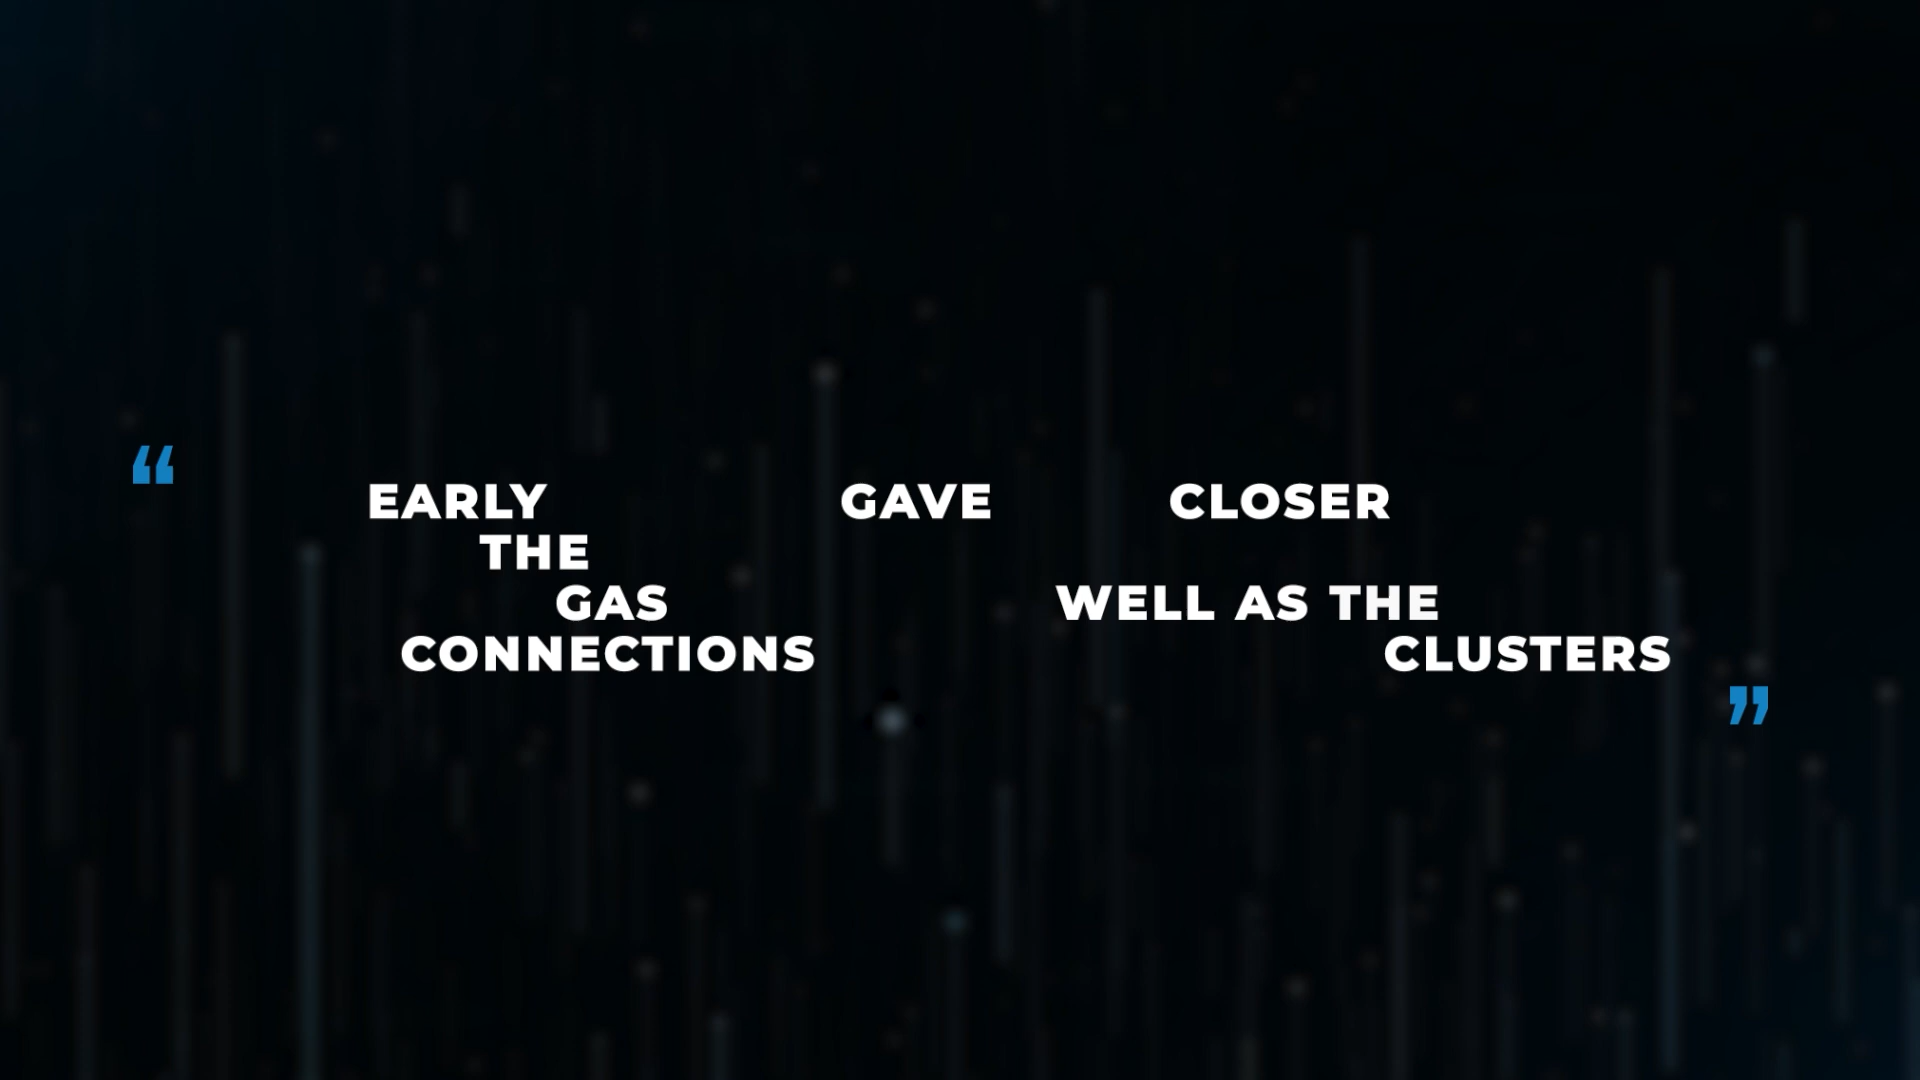 “
EARLY GAVE CLOSER
THE
GAS WELL AS THE
CONNECTIONS CLUSTERS
”